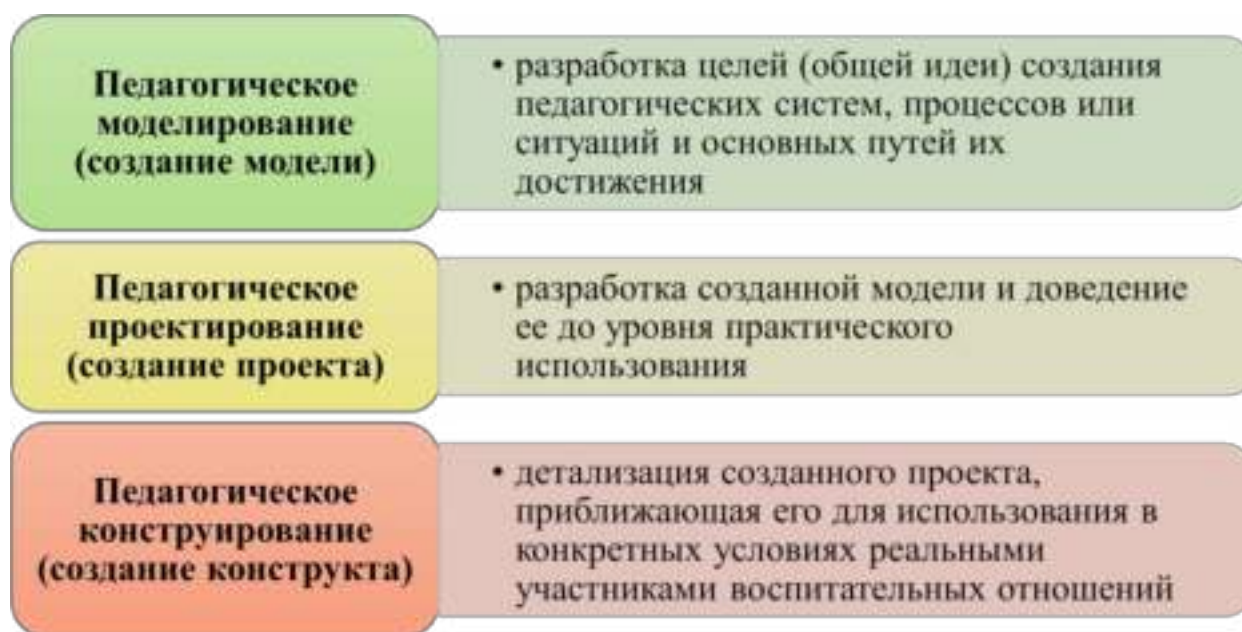 Педагогическое
моделирование
(создание модели)
• разработка целей (общей идеи) создания
педагогических систем, процессов или
ситуаций и основных путей их
достижения
Педагогическое
проектирование
(создание проекта)
• разработка созданной модели и доведение
ее до уровня практического
использования
Педагогическое
конструирование
(создание конструкта)
• детализация созданного проекта,
приближающая его для использования в
конкретных условиях реальными
участниками воспитательных отношений